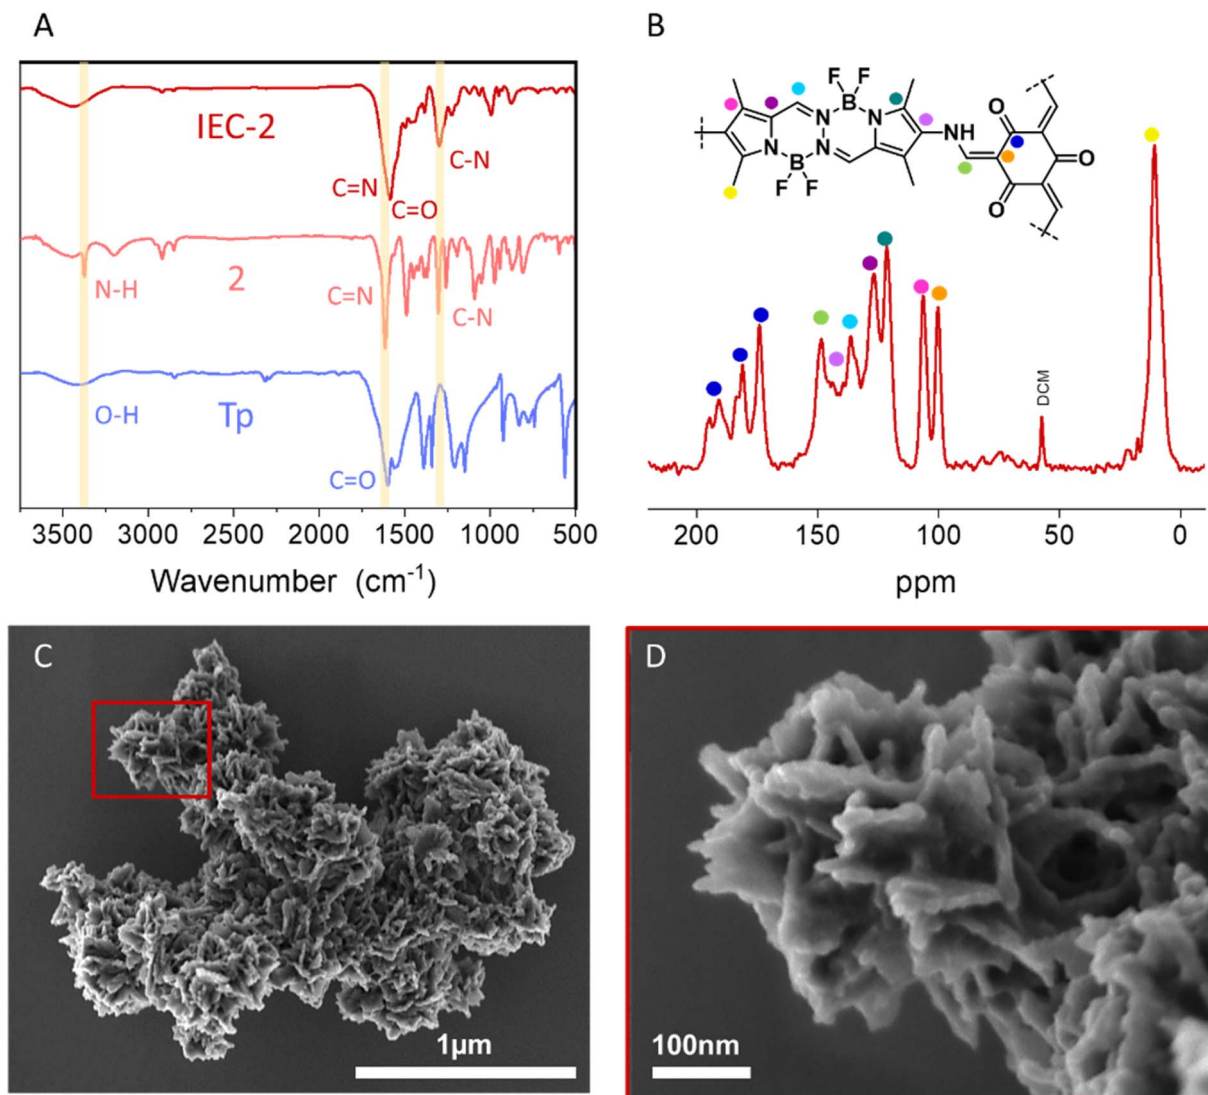 A
IEC-2
C-N
C=N
C=O
N-H
2
C=N
C-N
O-H
Tp
C=O
3500 3000 2500 2000 1500 1000 500
Wavenumber (cm⁻¹)
B
F F
B
N N
N N
B
F F
NH
O
O
O
DCM
200 150 100 50 0
ppm
C
1µm
D
100nm